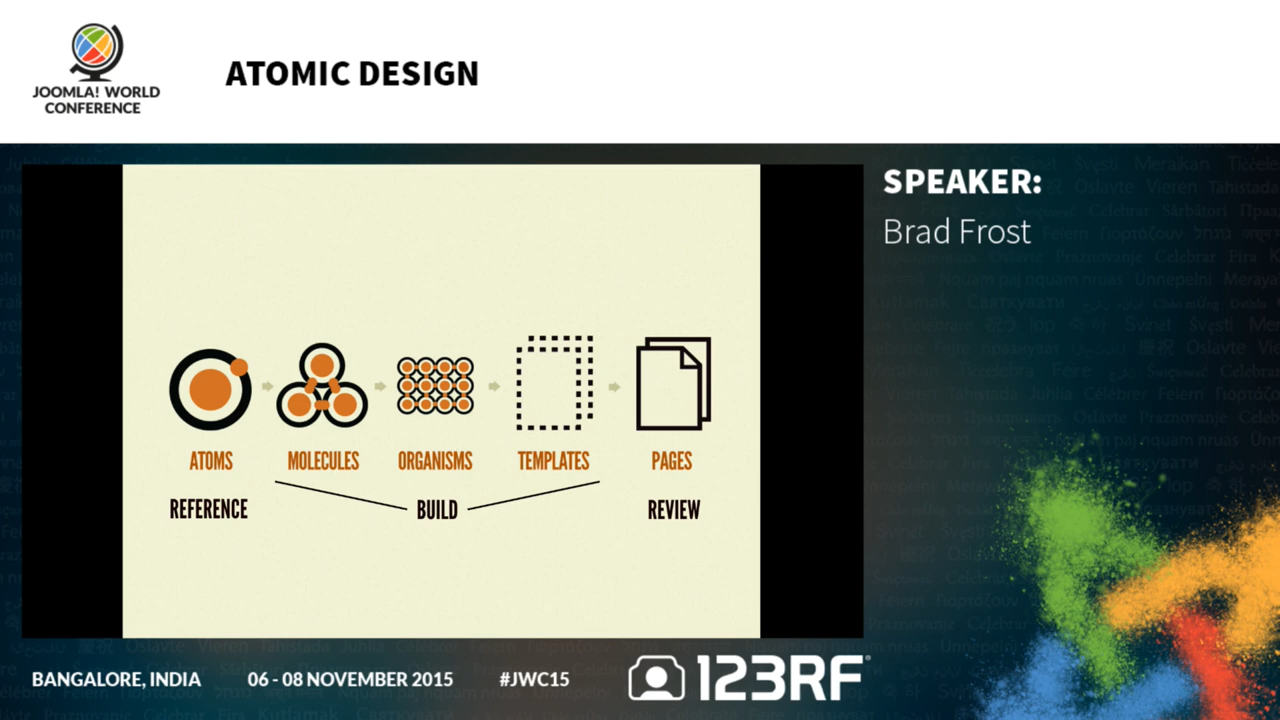 JOOMLA! WORLD
CONFERENCE
ATOMIC DESIGN
SPEAKER:
Brad Frost
ATOMS
MOLECULES
ORGANISMS
TEMPLATES
PAGES
REFERENCE
BUILD
REVIEW
BANGALORE, INDIA
06 - 08 NOVEMBER 2015
#JWC15
123RF®